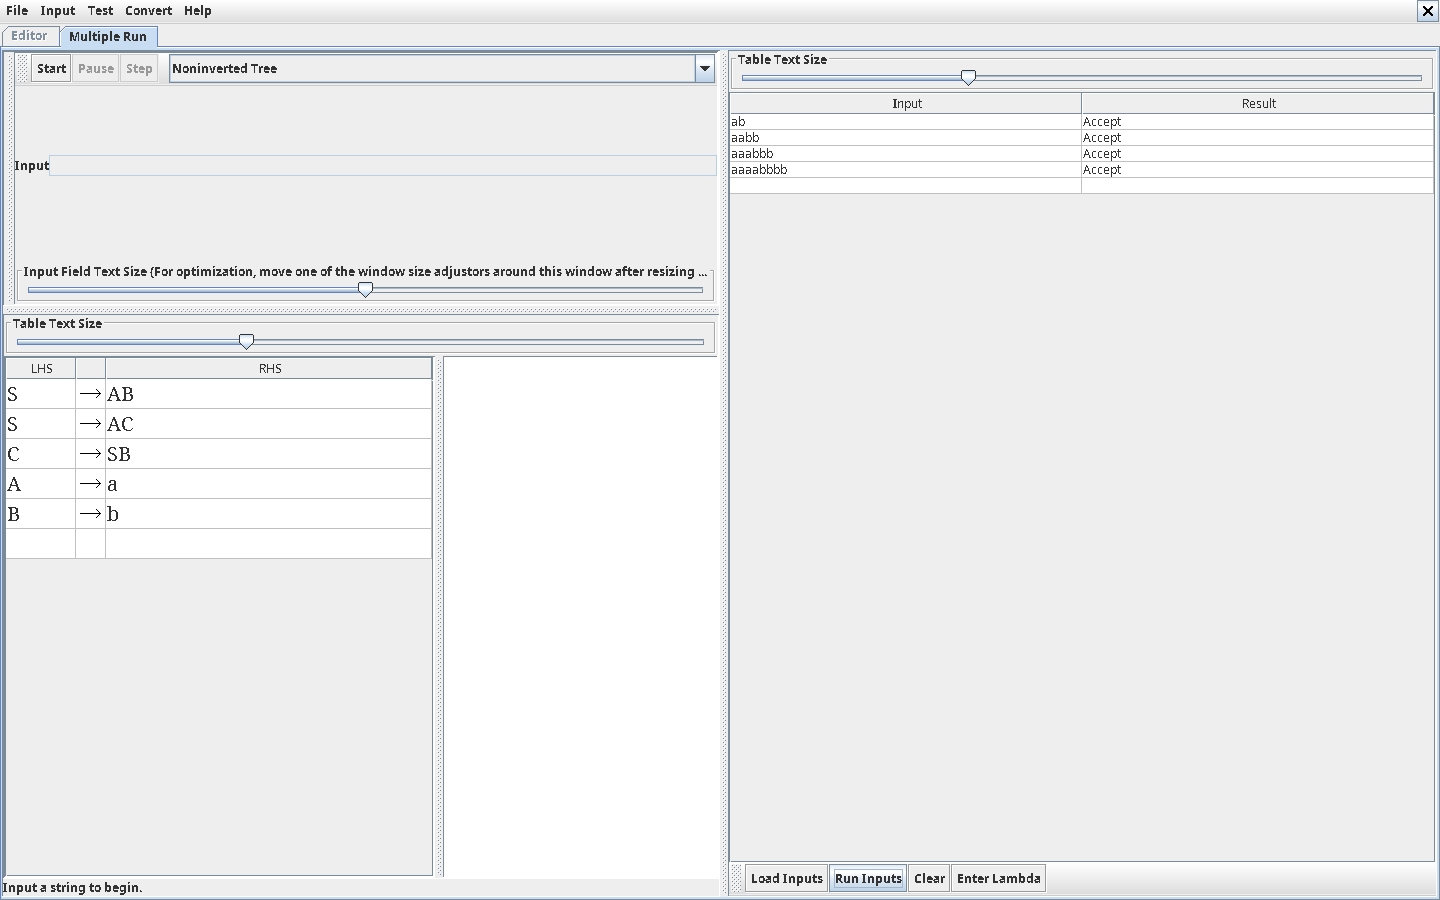 File Input Test Convert Help
Editor Multiple Run
Start Pause Step Noninverted Tree
Input
Input Field Text Size (For optimization, move one of the window size adjustors around this window after resizing ...
Table Text Size
LHS RHS
S → AB
S → AC
C → SB
A → a
B → b
Input a string to begin.
Table Text Size
Input Result
ab Accept
aabb Accept
aaabbb Accept
aaaabbbb Accept
Load Inputs Run Inputs Clear Enter Lambda